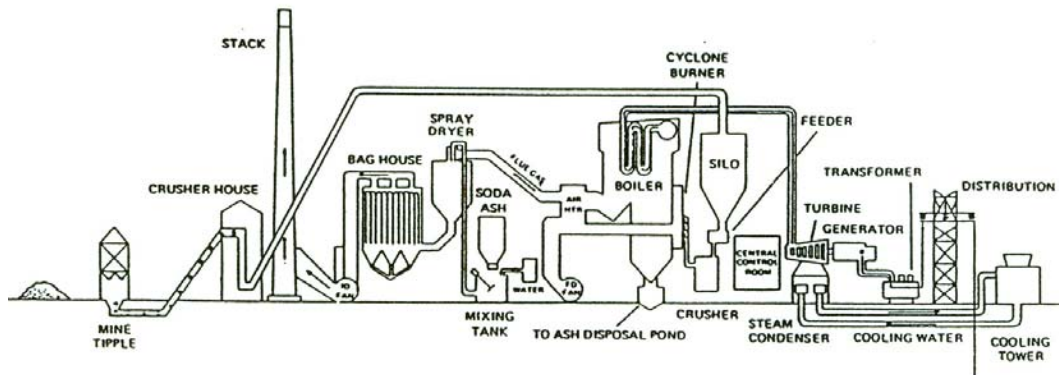 STACK
CYCLONE
BURNER
SPRAY
DRYER
FEEDER
BAG HOUSE
FLUE GAS
SILO
SODA
ASH
BOILER
TRANSFORMER
CRUSHER HOUSE
AIR
HTR
DISTRIBUTION
TURBINE
GENERATOR
CENTRAL
CONTROL
ROOM
WATER
FAN
FD
FAN
MINE
TIPPLE
MIXING
TANK
TO ASH DISPOSAL POND
CRUSHER
STEAM
CONDENSER
COOLING WATER
COOLING
TOWER